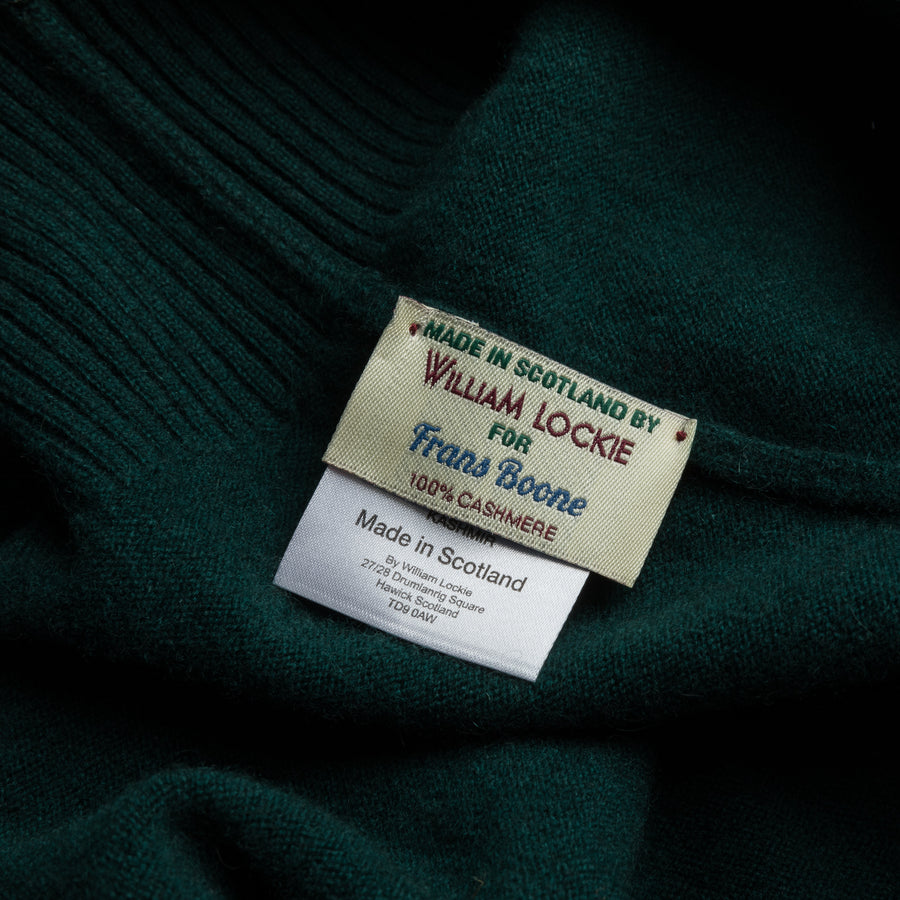 MADE IN SCOTLAND BY
WILLIAM LOCKIE
FOR
Frans Boone
100% CASHMERE
KASHMIR
Made in Scotland
By William Lockie
27/28 Drumlanrig Square
Hawick Scotland
TD9 0AW